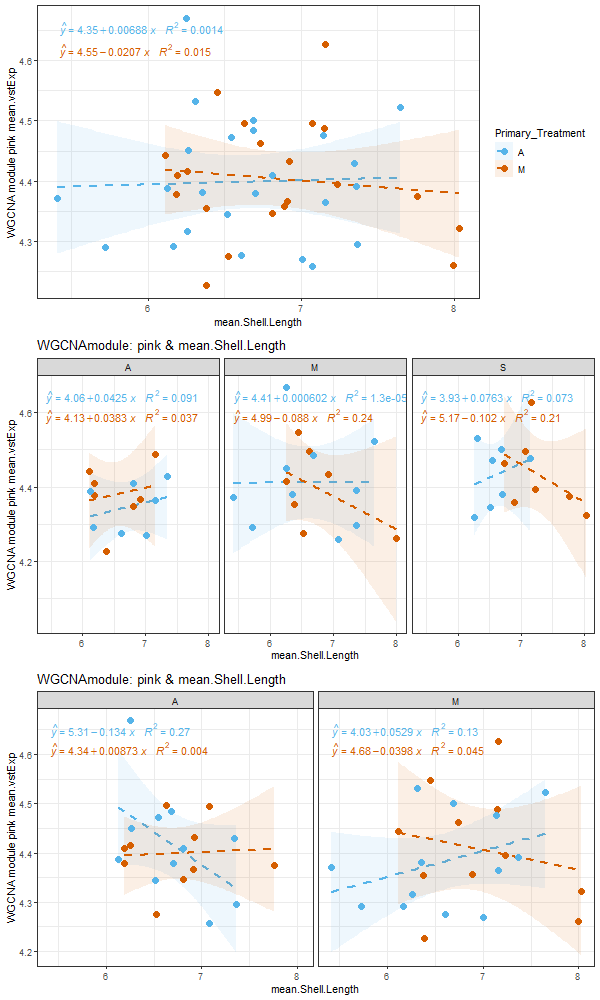 ŷ = 4.35+0.00688 x R² = 0.0014
ŷ = 4.55−0.0207 x R² = 0.015
4.6
4.5
4.4
4.3
WGCNA module pink mean.vstExp
6 7 8
mean.Shell.Length
Primary_Treatment
A
M
WGCNAmodule: pink & mean.Shell.Length
A M S
ŷ = 4.06+0.0425 x R² = 0.091 ŷ = 4.41+0.000602 x R² = 1.3e-05 ŷ = 3.93+0.0763 x R² = 0.073
ŷ = 4.13+0.0383 x R² = 0.037 ŷ = 4.99−0.088 x R² = 0.24 ŷ = 5.17−0.102 x R² = 0.21
4.6
4.4
4.2
WGCNA module pink mean.vstExp
6 7 8 6 7 8 6 7 8
mean.Shell.Length
WGCNAmodule: pink & mean.Shell.Length
A M
ŷ = 5.31−0.134 x R² = 0.27 ŷ = 4.03+0.0529 x R² = 0.13
ŷ = 4.34+0.00873 x R² = 0.004 ŷ = 4.68−0.0398 x R² = 0.045
4.6
4.5
4.4
4.3
4.2
WGCNA module pink mean.vstExp
6 7 8 6 7 8
mean.Shell.Length